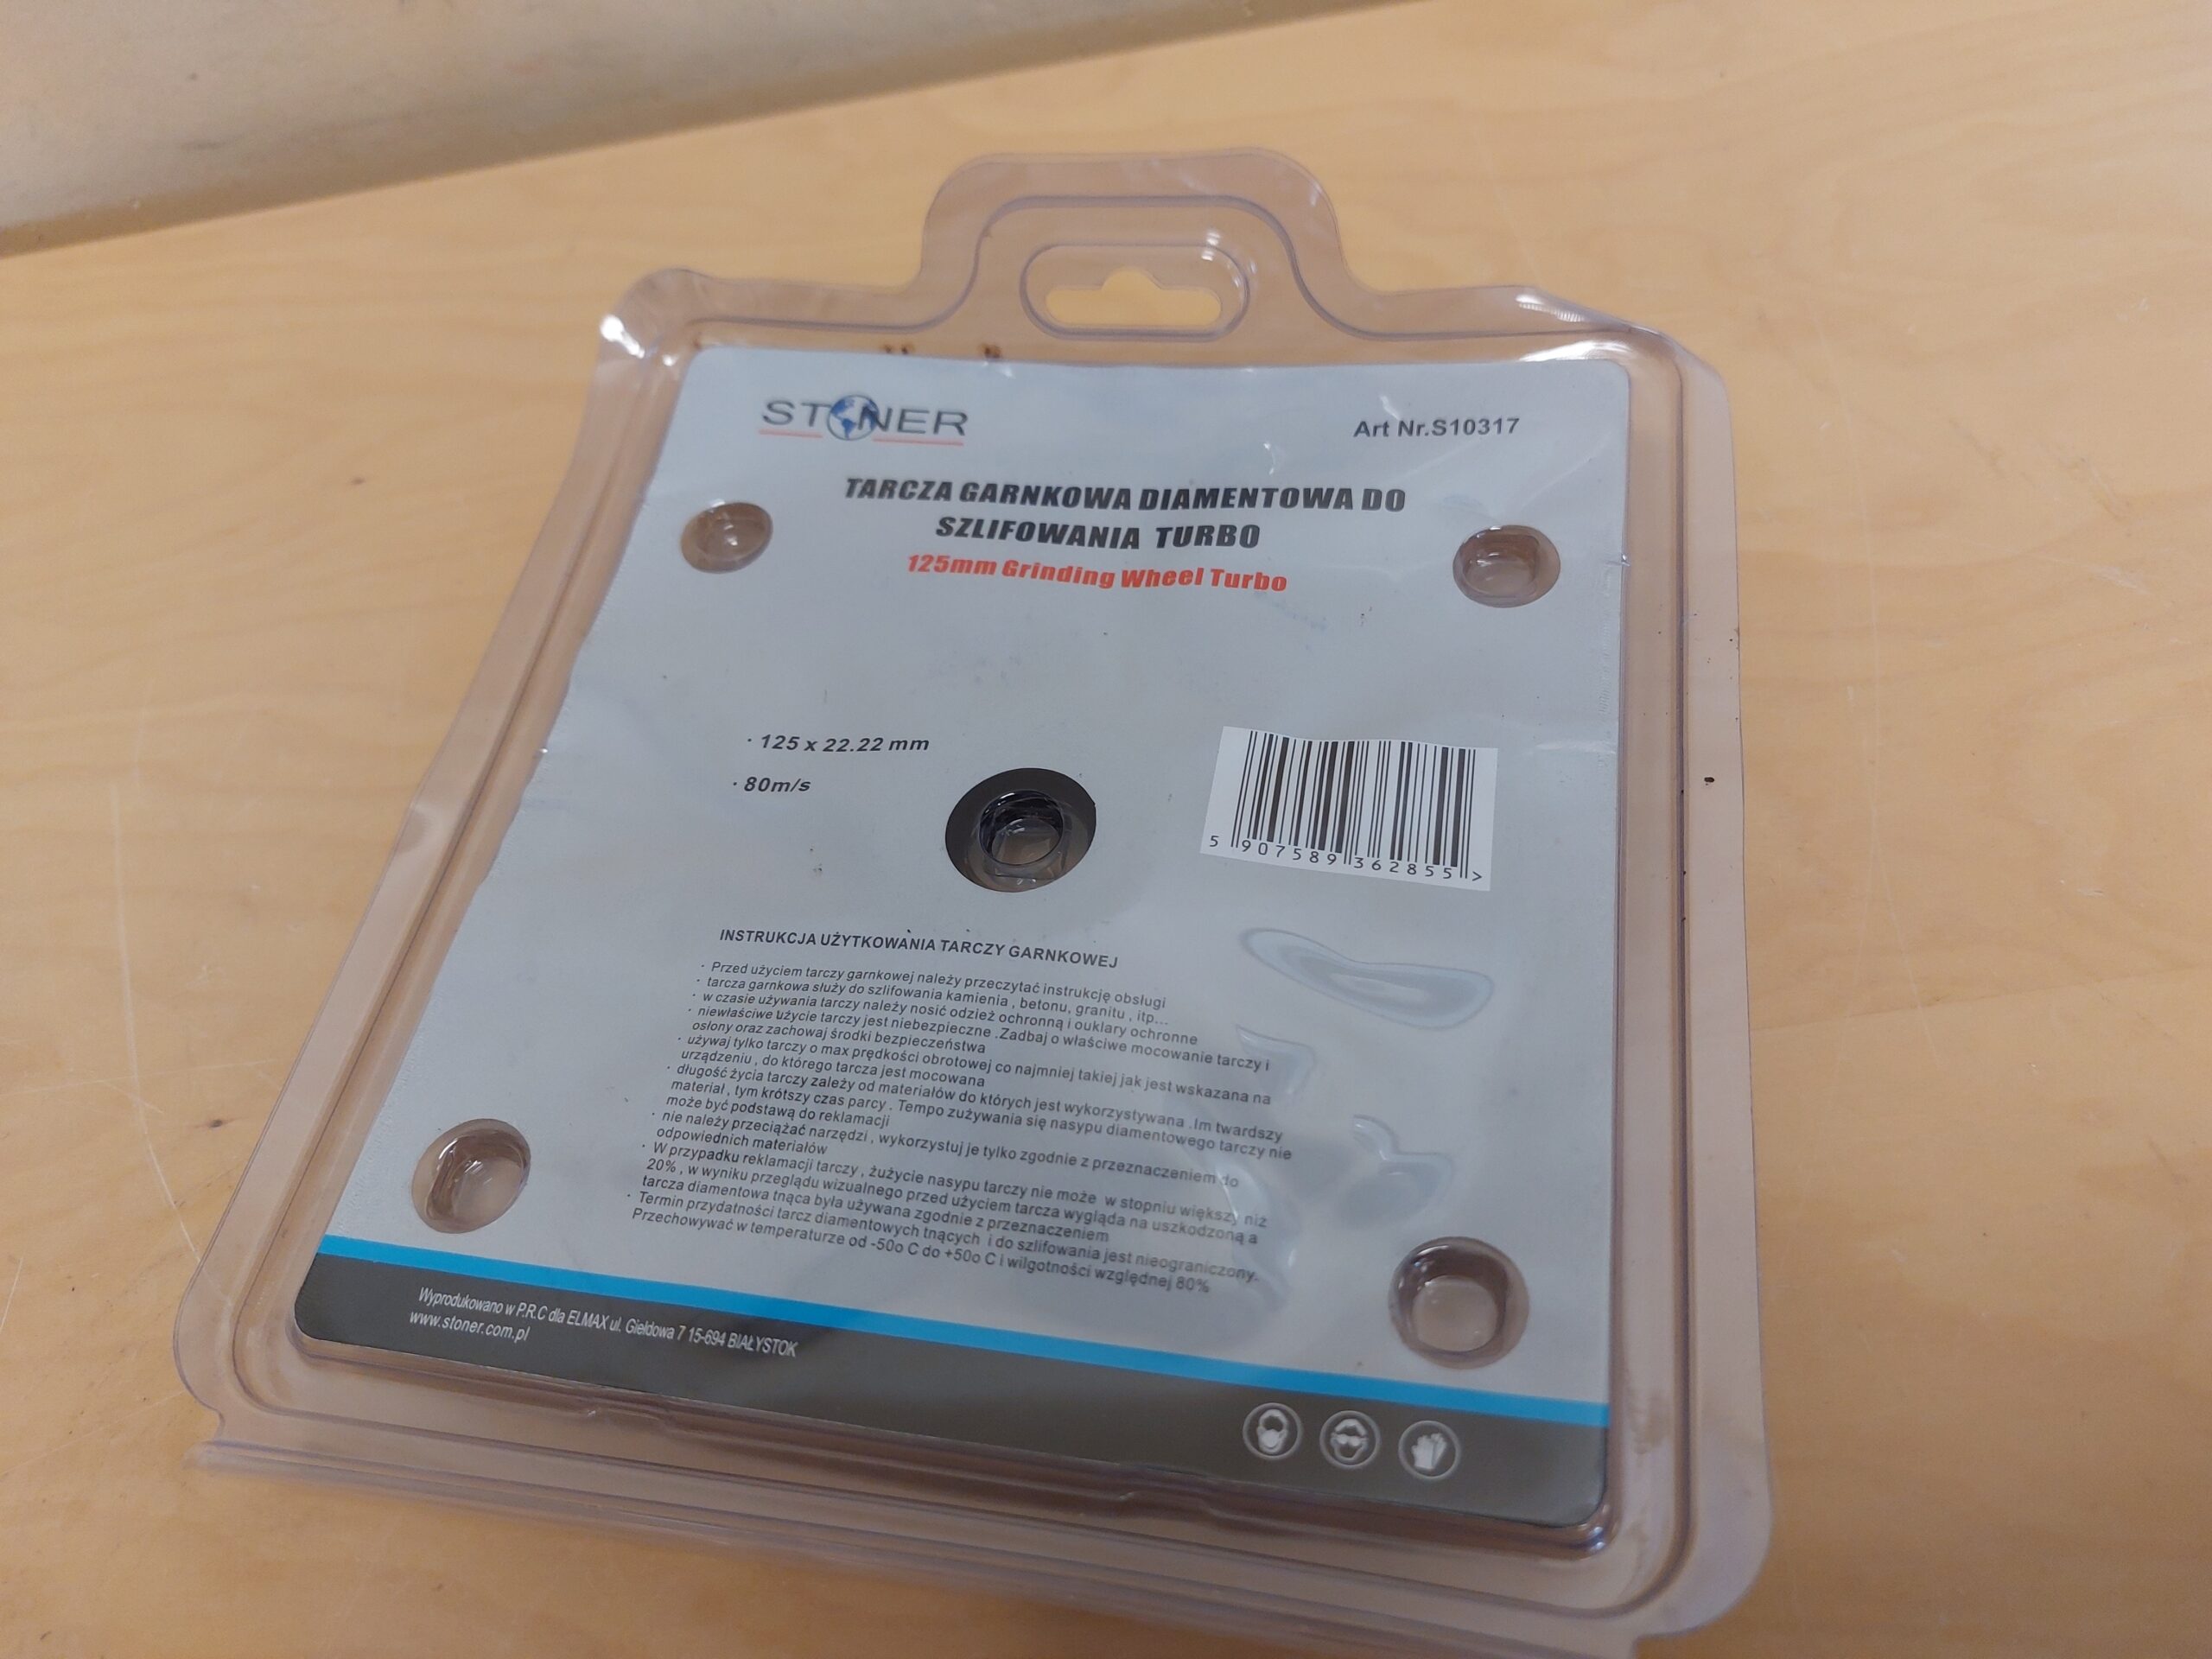 STONER
Art Nr.S10317
TARCZA GARNKOWA DIAMENTOWA DO
SZLIFOWANIA TURBO
125mm Grinding Wheel Turbo
· 125 x 22.22 mm
· 80m/s
5 907589 362855 >
INSTRUKCJA UŻYTKOWANIA TARCZY GARNKOWEJ
· Przed użyciem tarczy garnkowej należy przeczytać instrukcję obsługi
· tarcza garnkowa służy do szlifowania kamienia , betonu, granitu , itp...
· w czasie używania tarczy należy nosić odzież ochronną i ouklary ochronne
· niewłaściwe użycie tarczy jest niebezpieczne .Zadbaj o właściwe mocowanie tarczy i
osłony oraz zachowaj środki bezpieczeństwa
· używaj tylko tarczy o max prędkości obrotowej co najmniej takiej jak jest wskazana na
urządzeniu , do którego tarcza jest mocowana
· długość życia tarczy zależy od materiałów do których jest wykorzystywana .Im twardszy
materiał , tym krótszy czas parcy . Tempo zużywania się nasypu diamentowego tarczy nie
może być podstawą do reklamacji
· nie należy przeciążać narzędzi , wykorzystuj je tylko zgodnie z przeznaczeniem do
odpowiednich materiałów
· W przypadku reklamacji tarczy , żużycie nasypu tarczy nie może w stopniu większy niż
20% , w wyniku przeglądu wizualnego przed użyciem tarcza wygląda na uszkodzoną a
tarcza diamentowa tnąca była używana zgodnie z przeznaczeniem
· Termin przydatności tarcz diamentowych tnących i do szlifowania jest nieograniczony.
Przechowywać w temperaturze od -50o C do +50o C i wilgotności względnej 80%
Wyprodukowano w P.R.C dla ELMAX ul. Giełdowa 7 15-694 BIAŁYSTOK
www.stoner.com.pl